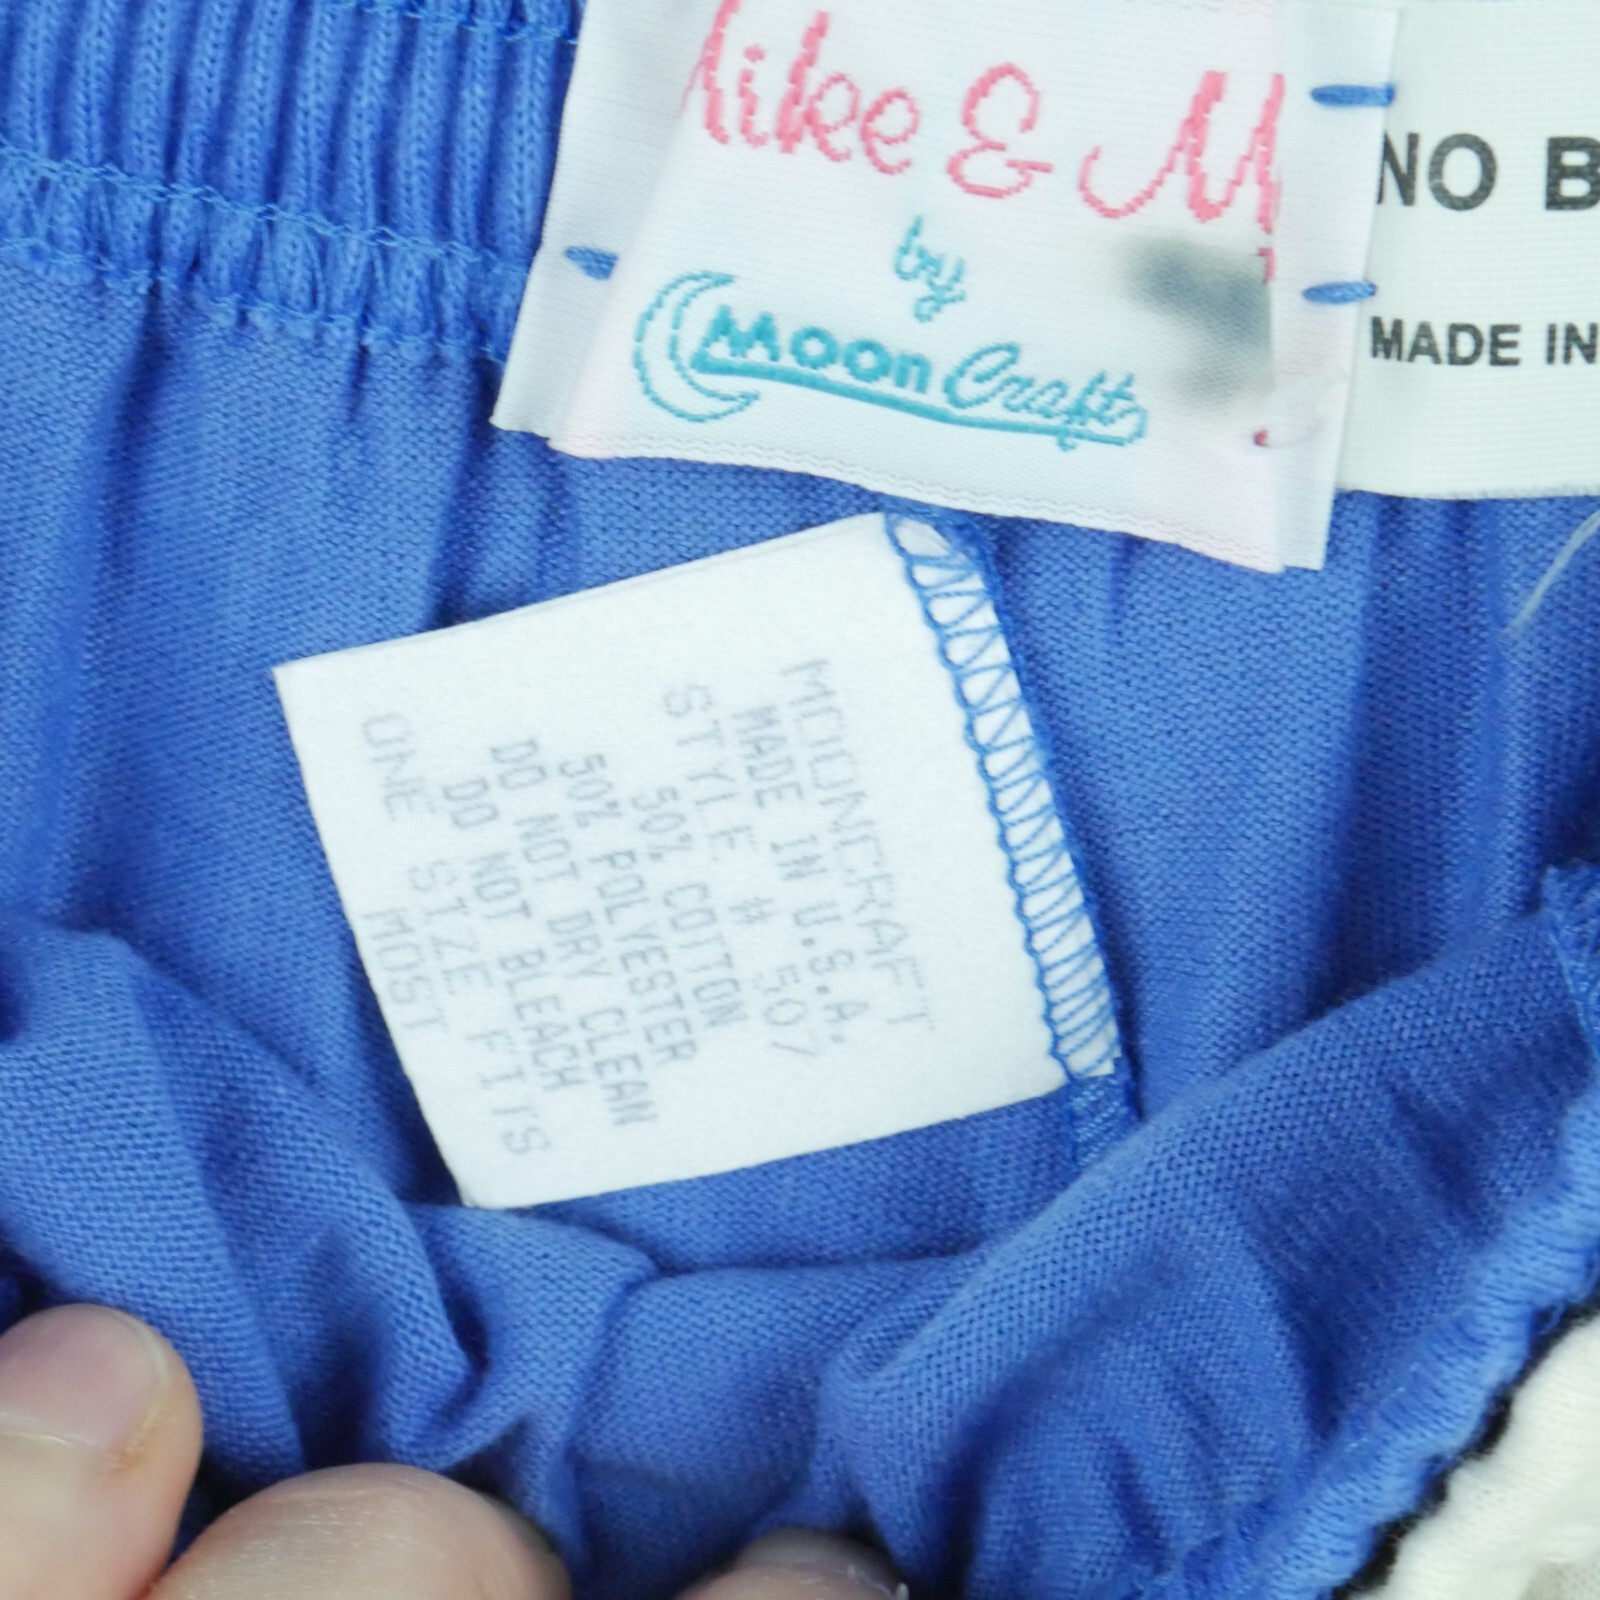 Mike & M
by
Moon Craft
NO B
MADE IN
MOONCRAFT
MADE IN U.S.A.
STYLE # 507
50% COTTON
50% POLYESTER
DO NOT DRY CLEAN
DO NOT BLEACH
ONE SIZE FITS
MOST